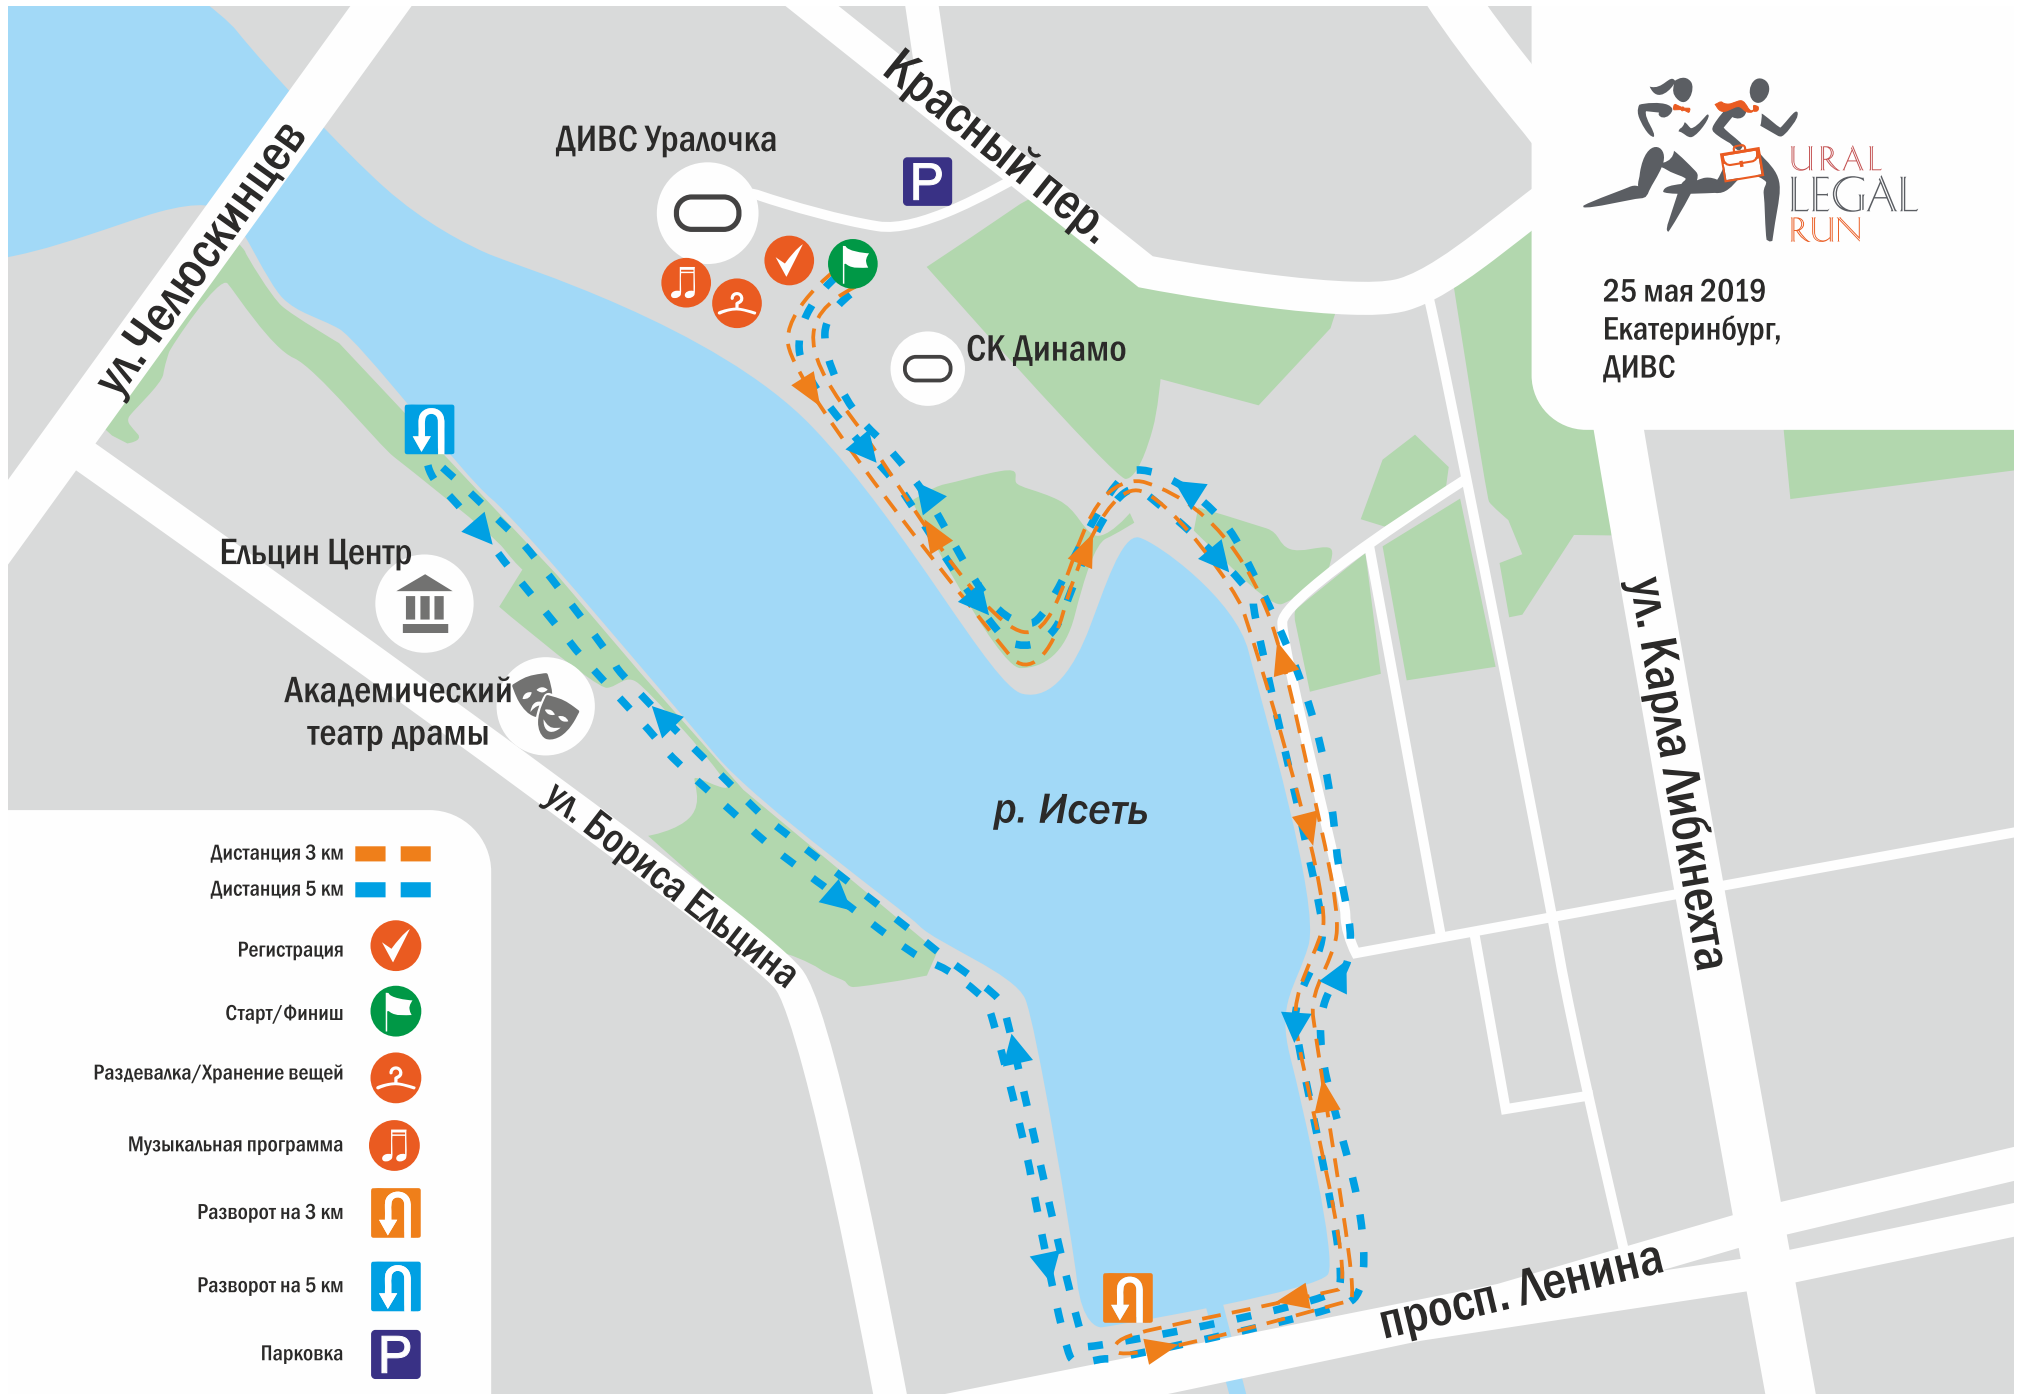 Красный пер.
ДИВС Уралочка
P
URAL
LEGAL
RUN
25 мая 2019
Екатеринбург,
ДИВС
ул. Челюскинцев
СК Динамо
Ельцин Центр
Академический
театр драмы
ул. Бориса Ельцина
р. Исеть
ул. Карла Либкнехта
просп. Ленина
Дистанция 3 км
Дистанция 5 км
Регистрация
Старт/Финиш
Раздевалка/Хранение вещей
Музыкальная программа
Разворот на 3 км
Разворот на 5 км
Парковка P